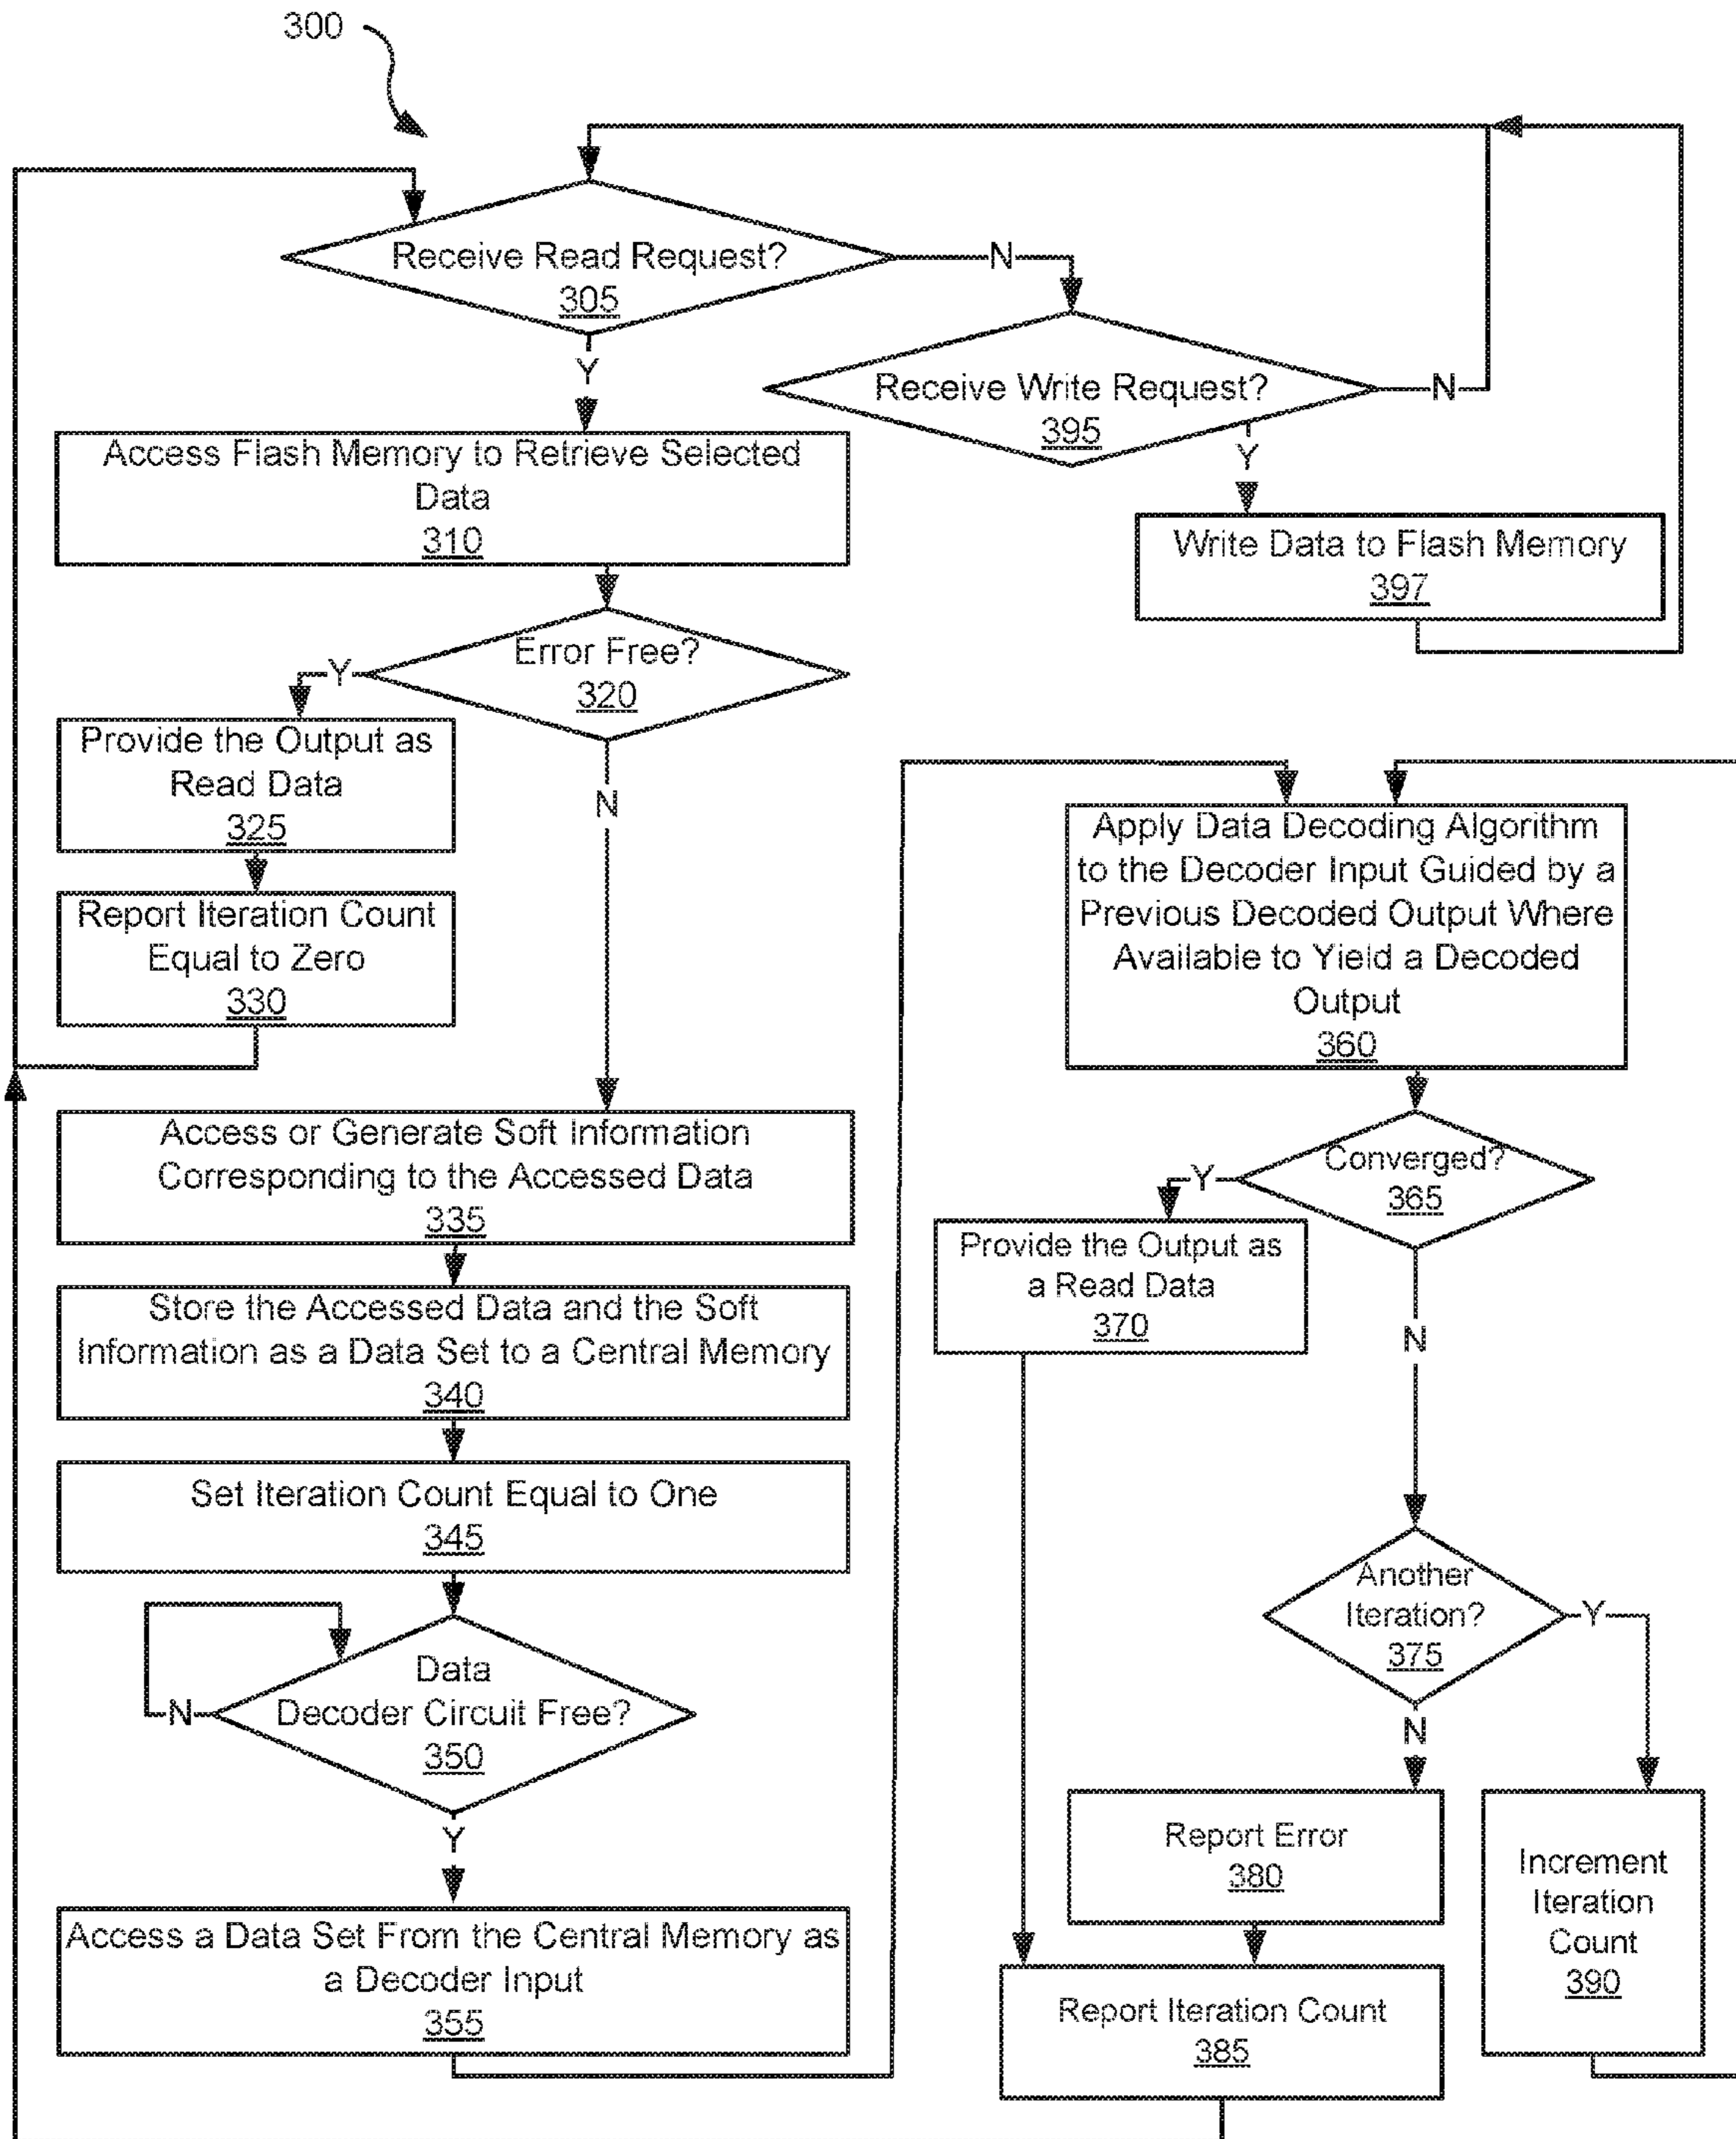 300
Receive Read Request?
305
N
Y
Receive Write Request?
395
N
Y
Access Flash Memory to Retrieve Selected
Data
310
Write Data to Flash Memory
397
Error Free?
320
Y
N
Provide the Output as
Read Data
325
Report Iteration Count
Equal to Zero
330
Access or Generate Soft Information
Corresponding to the Accessed Data
335
Store the Accessed Data and the Soft
Information as a Data Set to a Central Memory
340
Set Iteration Count Equal to One
345
Data
Decoder Circuit Free?
350
N
Y
Access a Data Set From the Central Memory as
a Decoder Input
355
Apply Data Decoding Algorithm
to the Decoder Input Guided by a
Previous Decoded Output Where
Available to Yield a Decoded
Output
360
Converged?
365
Y
N
Provide the Output as
a Read Data
370
Another
Iteration?
375
Y
N
Report Error
380
Increment
Iteration
Count
390
Report Iteration Count
385